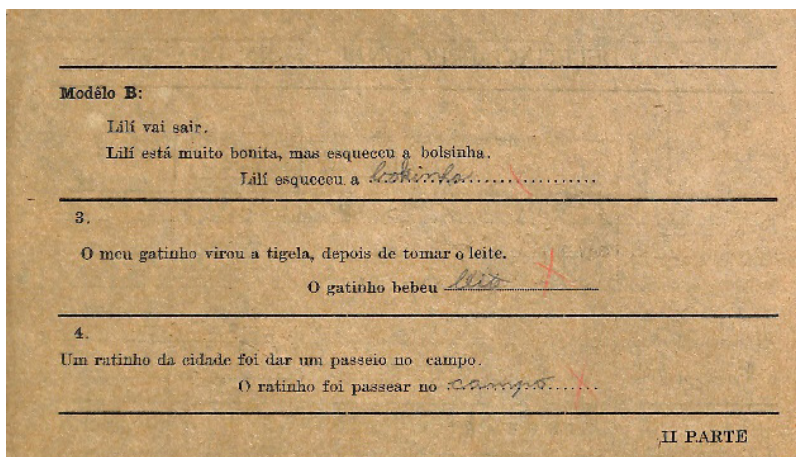 Modêlo B:
Lilí vai sair.
Lilí está muito bonita, mas esqueceu a bolsinha.
Lilí esqueceu a bolsinha
3.
O meu gatinho virou a tigela, depois de tomar o leite.
O gatinho bebeu
4.
Um ratinho da cidade foi dar um passeio no campo.
O ratinho foi passear no campo
II PARTE